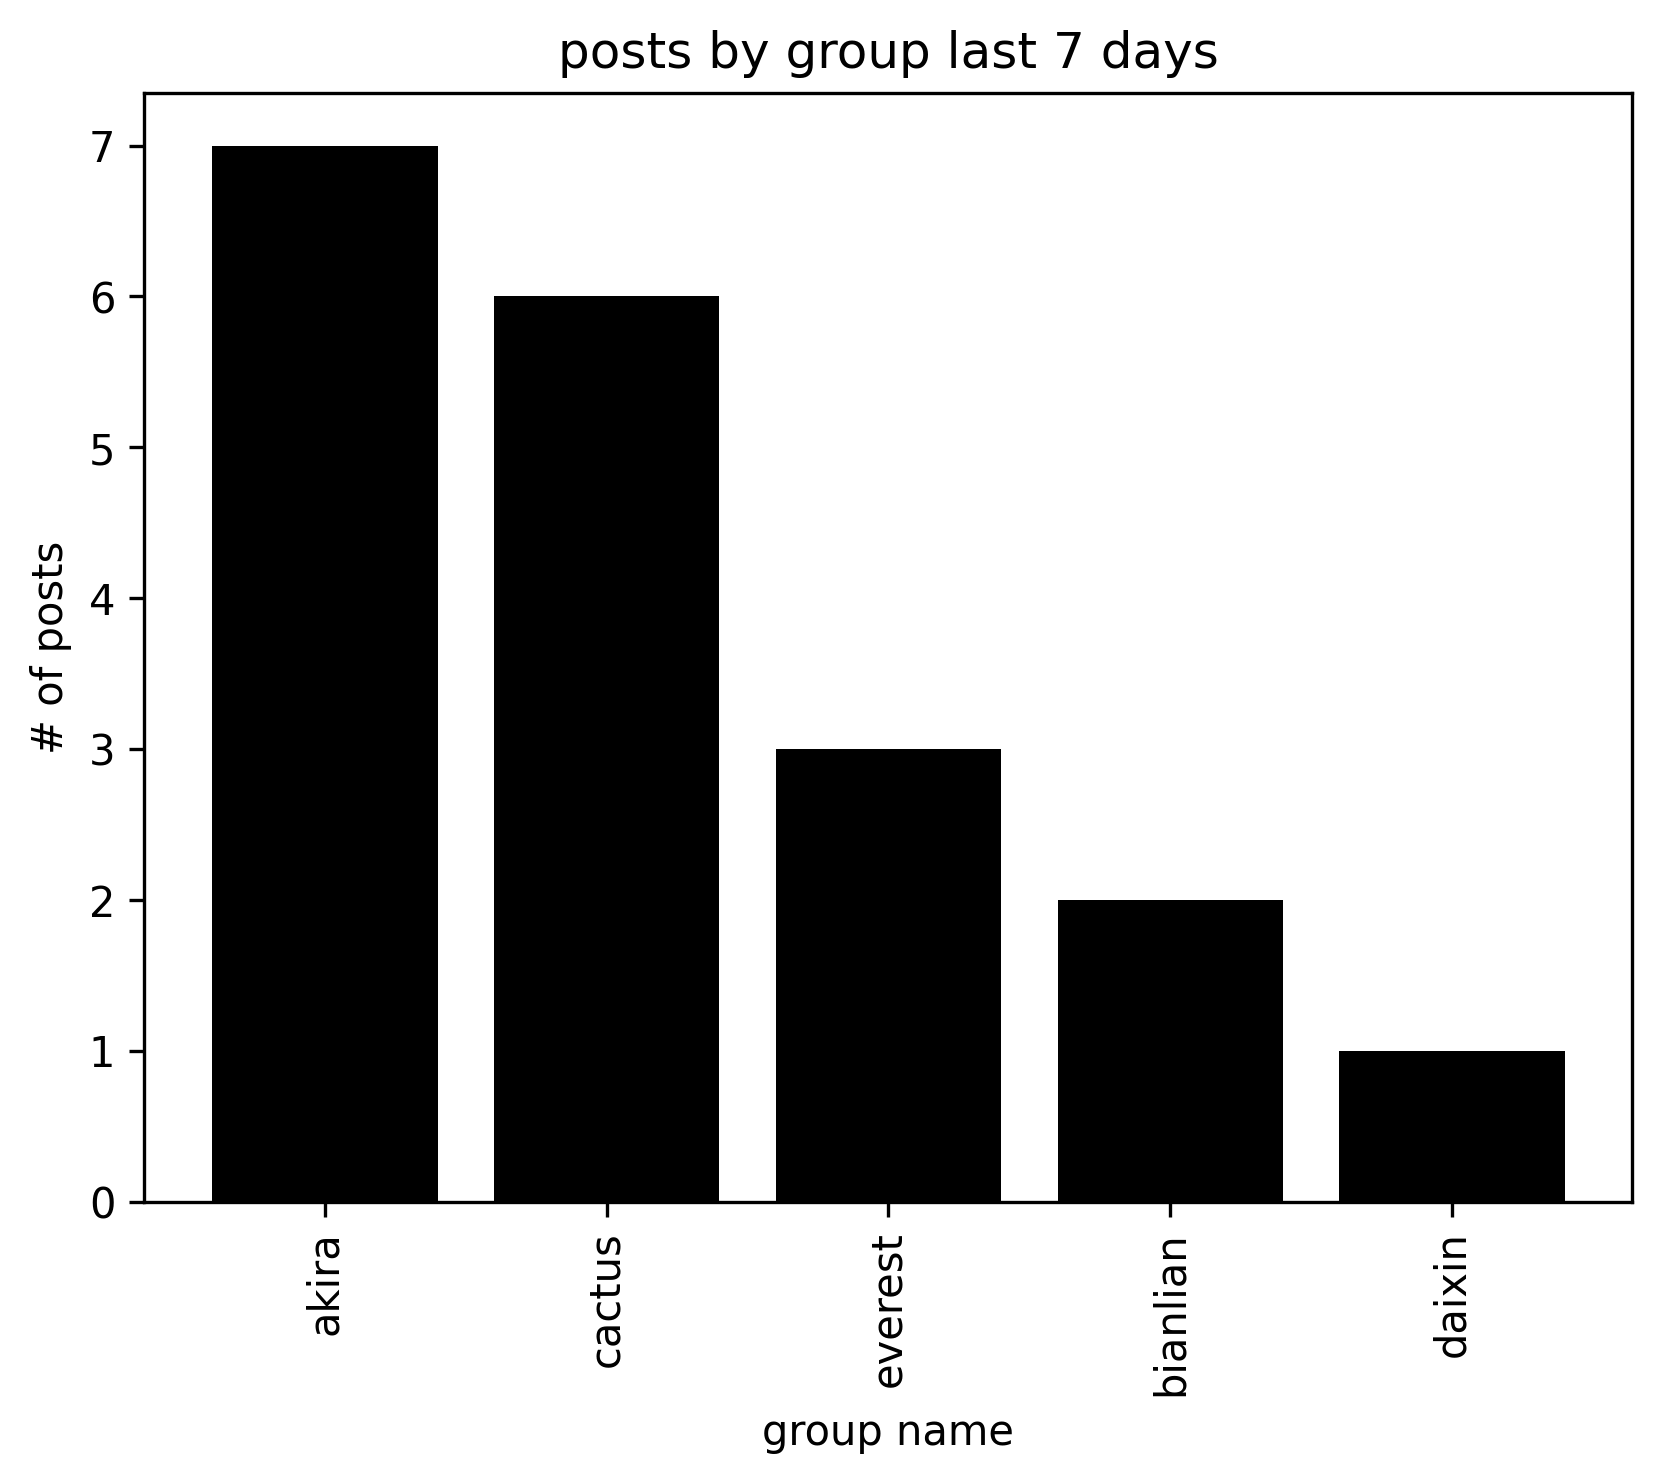 posts by group last 7 days
# of posts
7
6
5
4
3
2
1
0
akira
cactus
everest
bianlian
daixin
group name